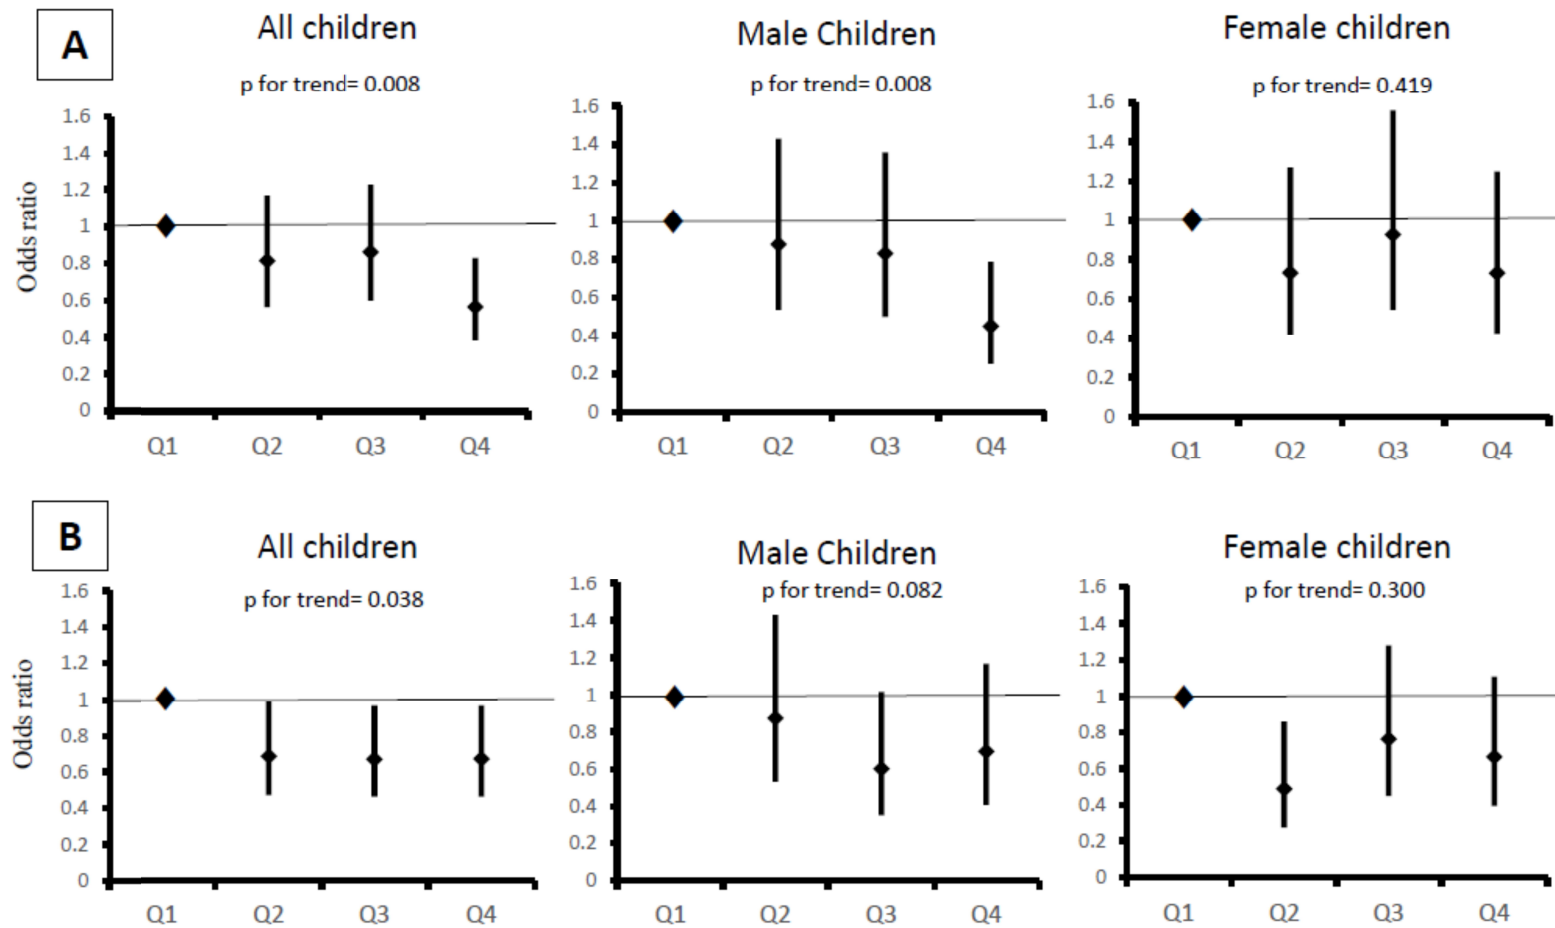 A
All children
p for trend= 0.008
Odds ratio
1.6
1.4
1.2
1
0.8
0.6
0.4
0.2
0
Q1 Q2 Q3 Q4
Male Children
p for trend= 0.008
1.6
1.4
1.2
1
0.8
0.6
0.4
0.2
0
Q1 Q2 Q3 Q4
Female children
p for trend= 0.419
1.6
1.4
1.2
1
0.8
0.6
0.4
0.2
0
Q1 Q2 Q3 Q4
B
All children
p for trend= 0.038
Odds ratio
1.6
1.4
1.2
1
0.8
0.6
0.4
0.2
0
Q1 Q2 Q3 Q4
Male Children
p for trend= 0.082
1.6
1.4
1.2
1
0.8
0.6
0.4
0.2
0
Q1 Q2 Q3 Q4
Female children
p for trend= 0.300
1.6
1.4
1.2
1
0.8
0.6
0.4
0.2
0
Q1 Q2 Q3 Q4